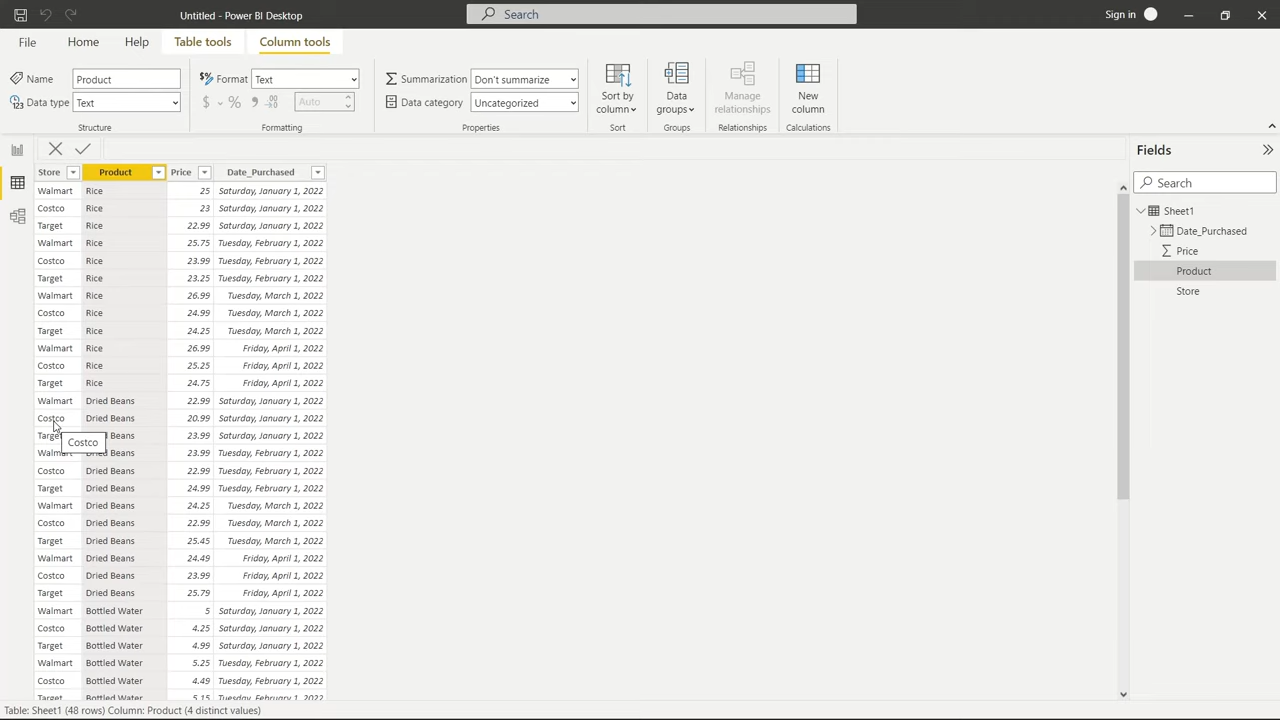 Untitled - Power BI Desktop
Search
Sign in
File
Home
Help
Table tools
Column tools
Name
Product
Format
Text
Summarization
Don't summarize
Sort by column
Data groups
Manage relationships
New column
Data type
Text
$
%
Auto
Data category
Uncategorized
Structure
Formatting
Properties
Sort
Groups
Relationships
Calculations
Store Product Price Date_Purchased
Walmart Rice 25 Saturday, January 1, 2022
Costco Rice 23 Saturday, January 1, 2022
Target Rice 22.99 Saturday, January 1, 2022
Walmart Rice 25.75 Tuesday, February 1, 2022
Costco Rice 23.99 Tuesday, February 1, 2022
Target Rice 23.25 Tuesday, February 1, 2022
Walmart Rice 26.99 Tuesday, March 1, 2022
Costco Rice 24.99 Tuesday, March 1, 2022
Target Rice 24.25 Tuesday, March 1, 2022
Walmart Rice 26.99 Friday, April 1, 2022
Costco Rice 25.25 Friday, April 1, 2022
Target Rice 24.75 Friday, April 1, 2022
Walmart Dried Beans 22.99 Saturday, January 1, 2022
Costco Dried Beans 20.99 Saturday, January 1, 2022
Target Dried Beans 23.99 Saturday, January 1, 2022
Costco
Walmart Dried Beans 23.99 Tuesday, February 1, 2022
Costco Dried Beans 22.99 Tuesday, February 1, 2022
Target Dried Beans 24.99 Tuesday, February 1, 2022
Walmart Dried Beans 24.25 Tuesday, March 1, 2022
Costco Dried Beans 22.99 Tuesday, March 1, 2022
Target Dried Beans 25.45 Tuesday, March 1, 2022
Walmart Dried Beans 24.49 Friday, April 1, 2022
Costco Dried Beans 23.99 Friday, April 1, 2022
Target Dried Beans 25.79 Friday, April 1, 2022
Walmart Bottled Water 5 Saturday, January 1, 2022
Costco Bottled Water 4.25 Saturday, January 1, 2022
Target Bottled Water 4.99 Saturday, January 1, 2022
Walmart Bottled Water 5.25 Tuesday, February 1, 2022
Costco Bottled Water 4.49 Tuesday, February 1, 2022
Target Bottled Water 5.15 Tuesday, February 1, 2022
Fields
Search
Sheet1
Date_Purchased
Price
Product
Store
Table: Sheet1 (48 rows) Column: Product (4 distinct values)